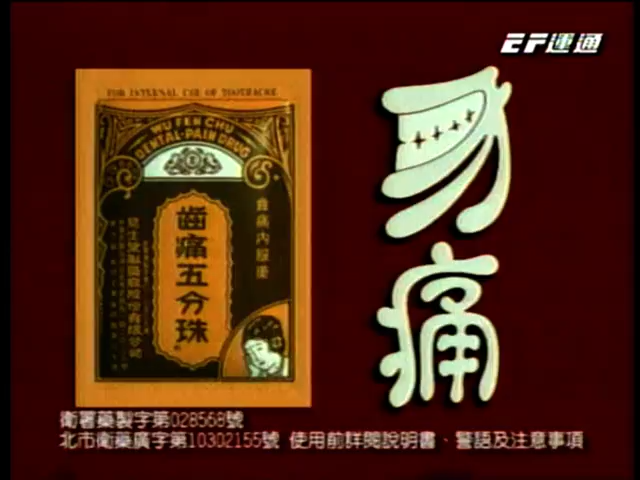 EF運通
FOR INTERNAL USE OF TOOTHACHE
WU FEN CHU
DENTAL-PAIN DRUG
齒痛內服藥
齒痛五分珠
勿痛
衛署藥製字第028568號
北市衛藥廣字第10302155號 使用前詳閱說明書、警語及注意事項